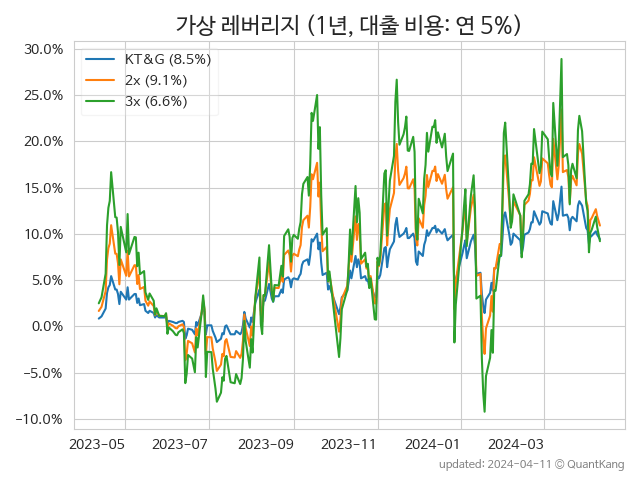 가상 레버리지 (1년, 대출 비용: 연 5%)
KT&G (8.5%)
2x (9.1%)
3x (6.6%)
30.0%
25.0%
20.0%
15.0%
10.0%
5.0%
0.0%
−5.0%
−10.0%
2023-05 2023-07 2023-09 2023-11 2024-01 2024-03
updated: 2024-04-11 © QuantKang